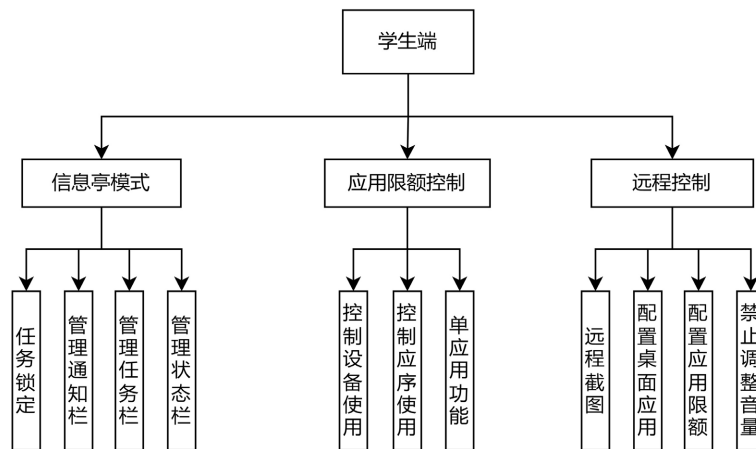 学生端
信息亭模式
应用限额控制
远程控制
任务锁定
管理通知栏
管理任务栏
管理状态栏
控制设备使用
控制应序使用
单应用功能
远程截图
配置桌面应用
配置应用限额
禁止调整音量